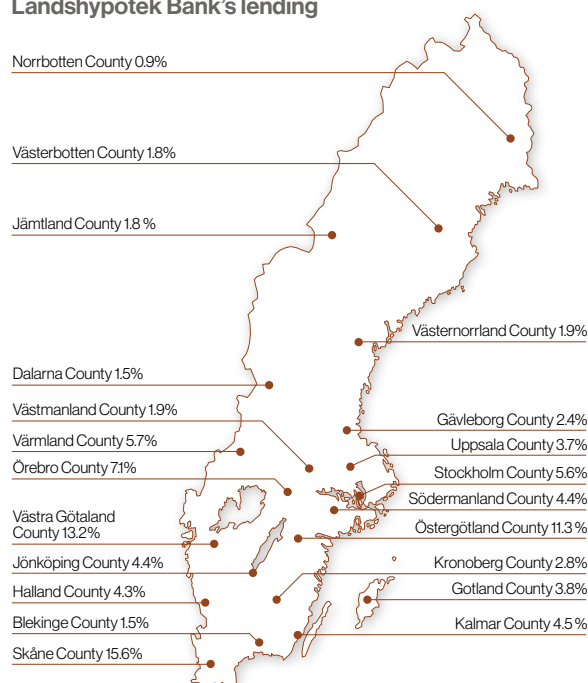 Landshypotek Bank's lending
Norrbotten County 0.9%
Västerbotten County 1.8%
Jämtland County 1.8 %
Västernorrland County 1.9%
Dalarna County 1.5%
Västmanland County 1.9%
Värmland County 5.7%
Örebro County 7.1%
Västra Götaland
County 13.2%
Jönköping County 4.4%
Halland County 4.3%
Blekinge County 1.5%
Skåne County 15.6%
Gävleborg County 2.4%
Uppsala County 3.7%
Stockholm County 5.6%
Södermanland County 4.4%
Östergötland County 11.3 %
Kronoberg County 2.8%
Gotland County 3.8%
Kalmar County 4.5 %